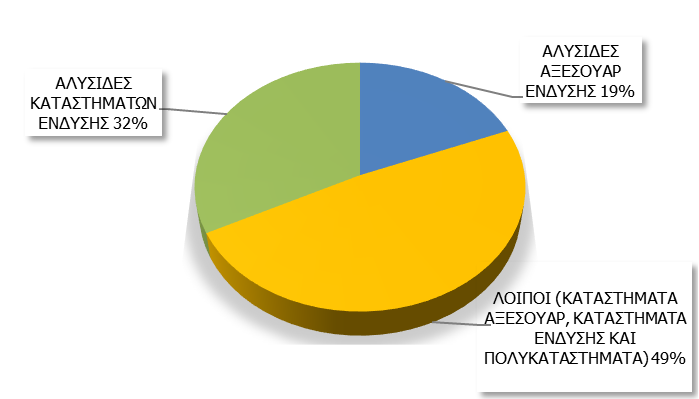 ΑΛΥΣΙΔΕΣ
ΑΞΕΣΟΥΑΡ
ΕΝΔΥΣΗΣ 19%
ΑΛΥΣΙΔΕΣ
ΚΑΤΑΣΤΗΜΑΤΩΝ
ΕΝΔΥΣΗΣ 32%
ΛΟΙΠΟΙ (ΚΑΤΑΣΤΗΜΑΤΑ
ΑΞΕΣΟΥΑΡ, ΚΑΤΑΣΤΗΜΑΤΑ
ΕΝΔΥΣΗΣ ΚΑΙ
ΠΟΛΥΚΑΤΑΣΤΗΜΑΤΑ) 49%